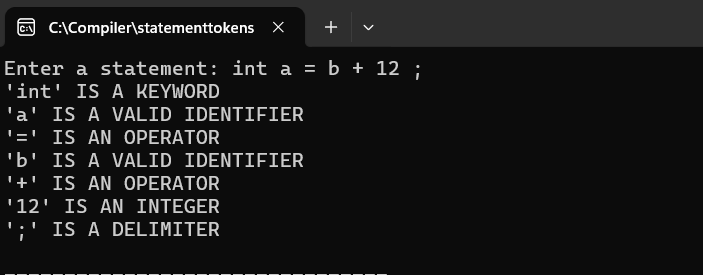 C:\Compiler\statementtokens
Enter a statement: int a = b + 12 ;
'int' IS A KEYWORD
'a' IS A VALID IDENTIFIER
'=' IS AN OPERATOR
'b' IS A VALID IDENTIFIER
'+' IS AN OPERATOR
'12' IS AN INTEGER
';' IS A DELIMITER
--------------------------------